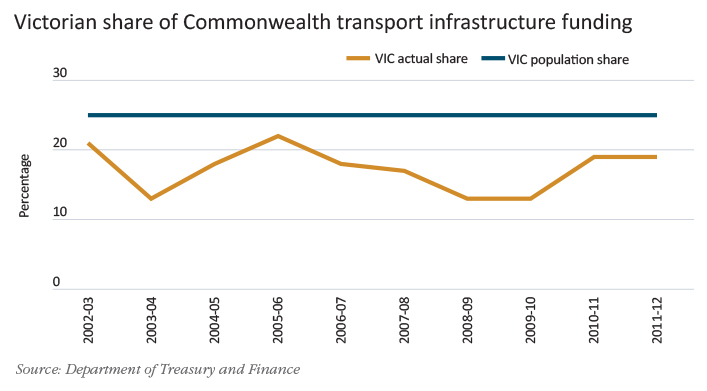 Victorian share of Commonwealth transport infrastructure funding
VIC actual share
VIC population share
30
20
10
0
Percentage
2002-03
2003-04
2004-05
2005-06
2006-07
2007-08
2008-09
2009-10
2010-11
2011-12
Source: Department of Treasury and Finance